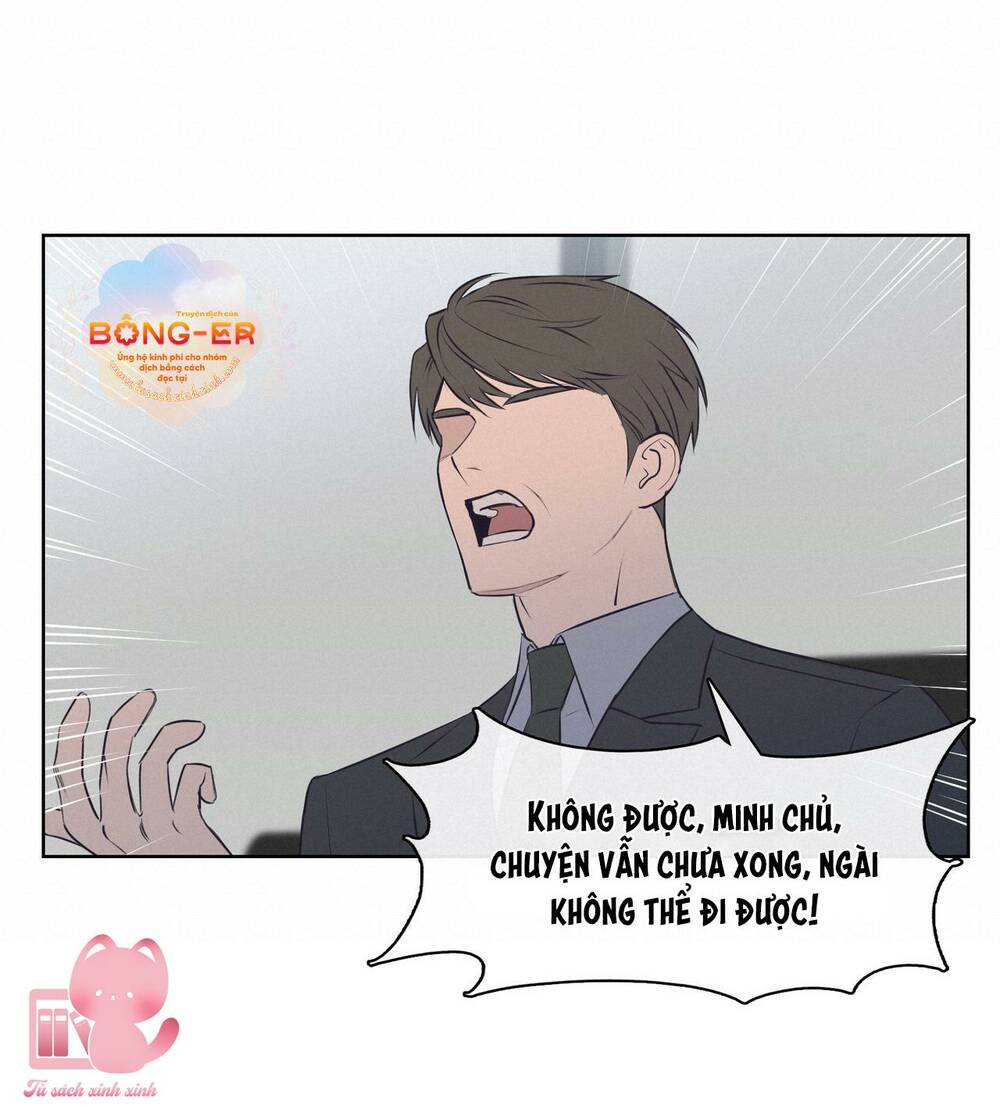 Truyện dịch của
BÔNG-ER
Ủng hộ kinh phí cho nhóm
dịch bằng cách
đọc tại
KHÔNG ĐƯỢC, MINH CHỦ,
CHUYỆN VẪN CHƯA XONG, NGÀI
KHÔNG THỂ ĐI ĐƯỢC!
Tủ sách xinh xinh